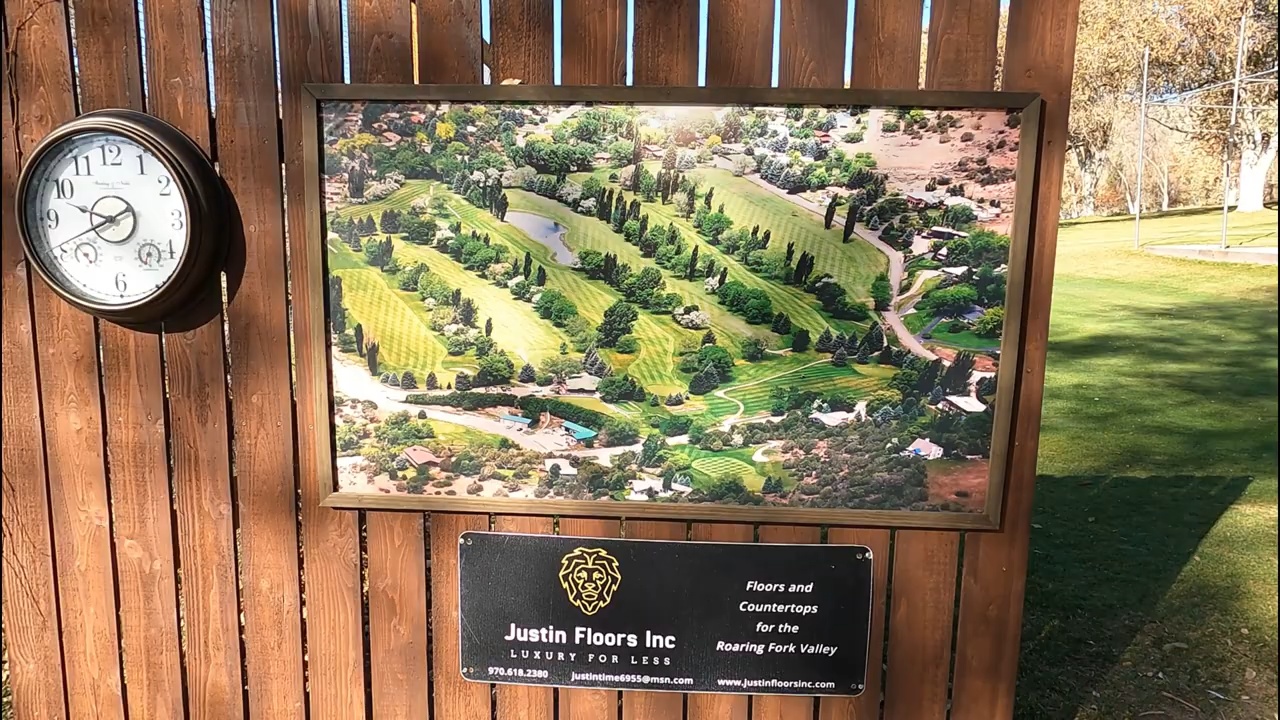 11 12 1
10 2
9 3
8 4
6
Justin Floors Inc
LUXURY FOR LESS
970.618.2380
justintime6955@msn.com
Floors and
Countertops
for the
Roaring Fork Valley
www.justinfloorsinc.com